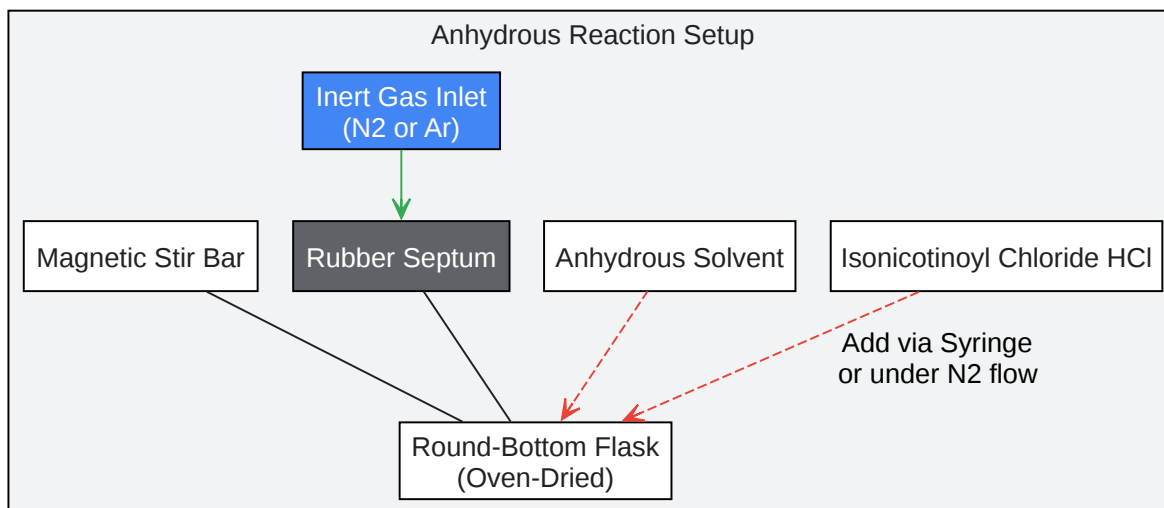 Anhydrous Reaction Setup
Inert Gas Inlet
(N2 or Ar)
Magnetic Stir Bar
Rubber Septum
Anhydrous Solvent
Isonicotinoyl Chloride HCl
Add via Syringe
or under N2 flow
Round-Bottom Flask
(Oven-Dried)